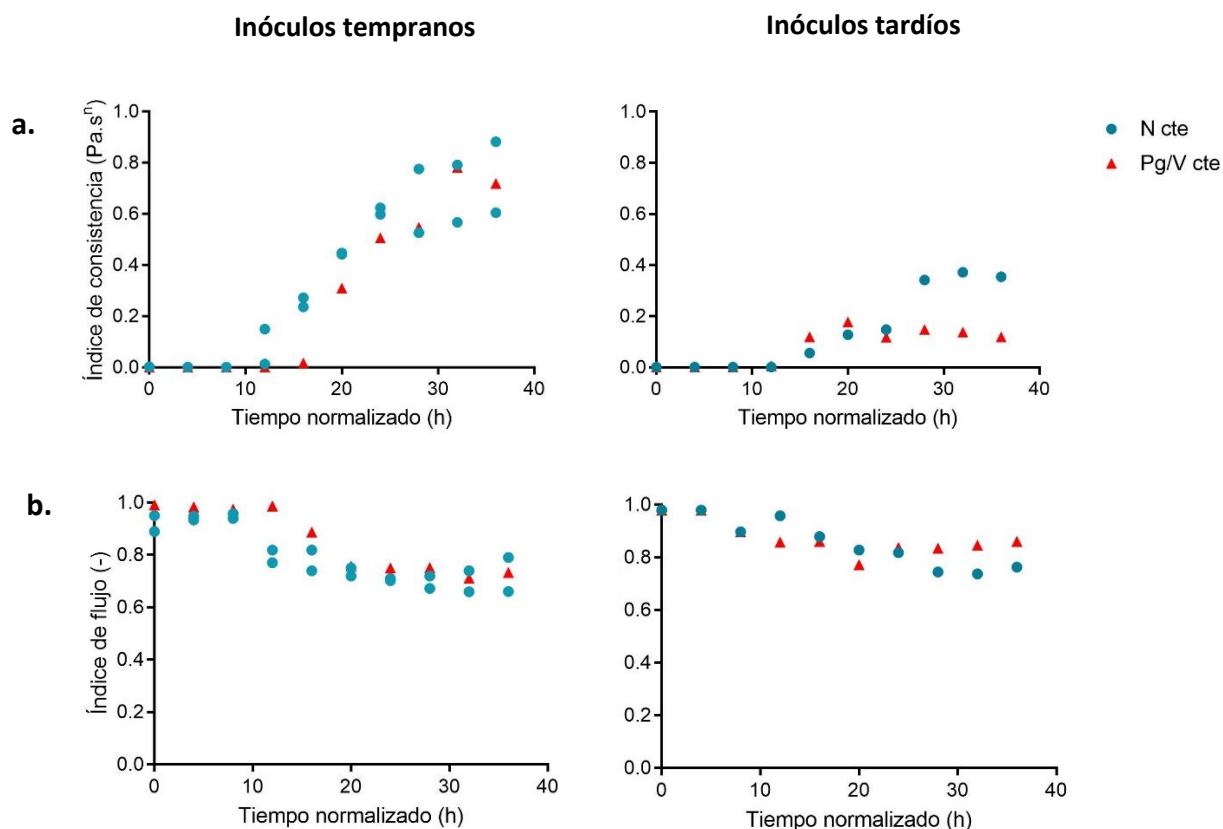 Inóculos tempranos
Inóculos tardíos
a.
Índice de consistencia (Pa.sⁿ)
1.0
0.8
0.6
0.4
0.2
0.0
0 10 20 30 40
Tiempo normalizado (h)
1.0
0.8
0.6
0.4
0.2
0.0
0 10 20 30 40
Tiempo normalizado (h)
N cte
Pg/V cte
b.
Índice de flujo (-)
1.0
0.8
0.6
0.4
0.2
0.0
0 10 20 30 40
Tiempo normalizado (h)
1.0
0.8
0.6
0.4
0.2
0.0
0 10 20 30 40
Tiempo normalizado (h)